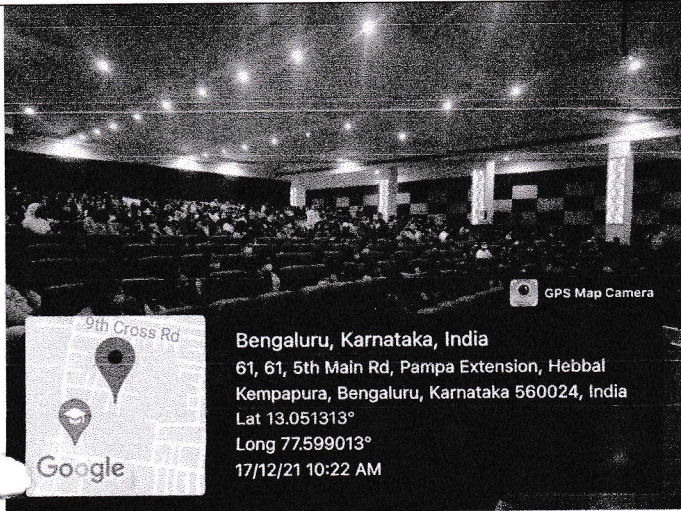 GPS Map Camera
9th Cross Rd
Google
Bengaluru, Karnataka, India
61, 61, 5th Main Rd, Pampa Extension, Hebbal
Kempapura, Bengaluru, Karnataka 560024, India
Lat 13.051313°
Long 77.599013°
17/12/21 10:22 AM